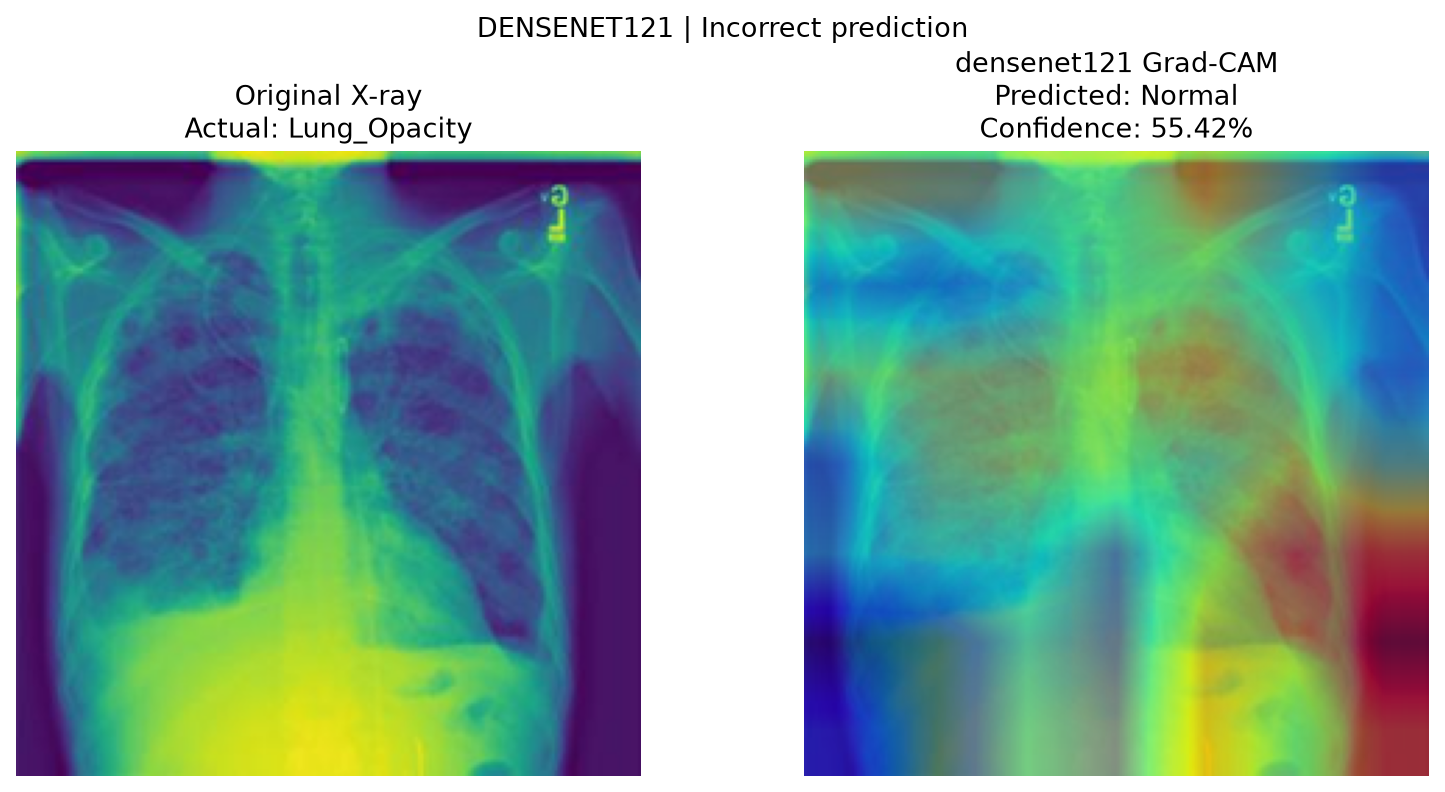 DENSENET121 | Incorrect prediction
Original X-ray
Actual: Lung_Opacity
densenet121 Grad-CAM
Predicted: Normal
Confidence: 55.42%